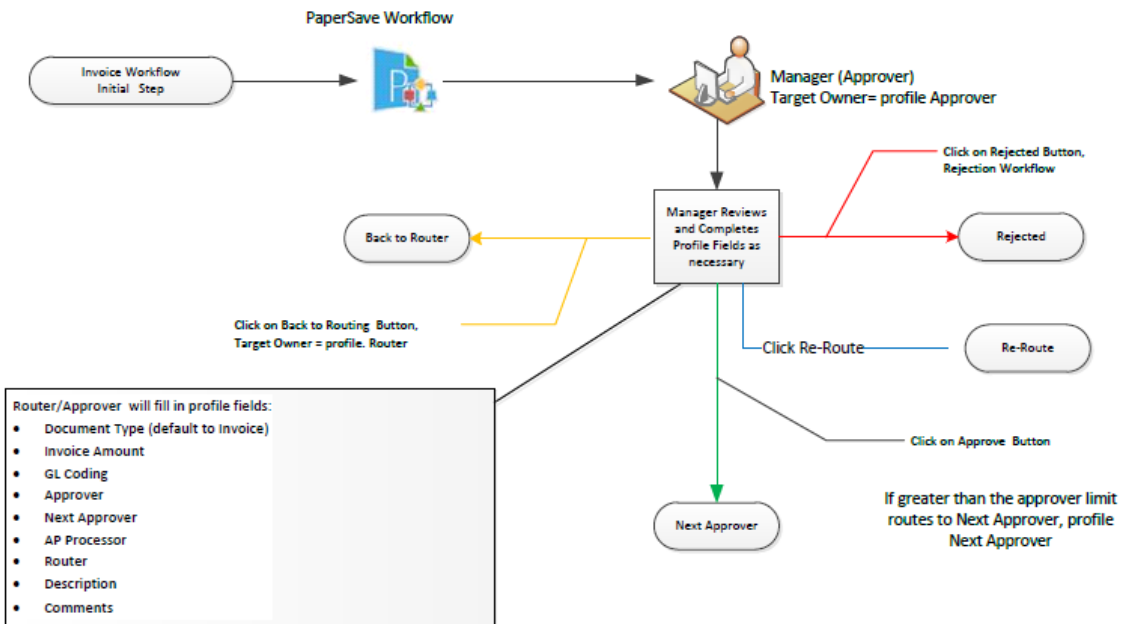 PaperSave Workflow
Invoice Workflow
Initial Step
P
Manager (Approver)
Target Owner= profile Approver
Click on Rejected Button,
Rejection Workflow
Manager Reviews
and Completes
Profile Fields as
necessary
Back to Router
Rejected
Click on Back to Routing Button,
Target Owner = profile. Router
Click Re-Route
Re-Route
Router/Approver will fill in profile fields:
• Document Type (default to Invoice)
• Invoice Amount
• GL Coding
• Approver
• Next Approver
• AP Processor
• Router
• Description
• Comments
Click on Approve Button
Next Approver
If greater than the approver limit
routes to Next Approver, profile
Next Approver